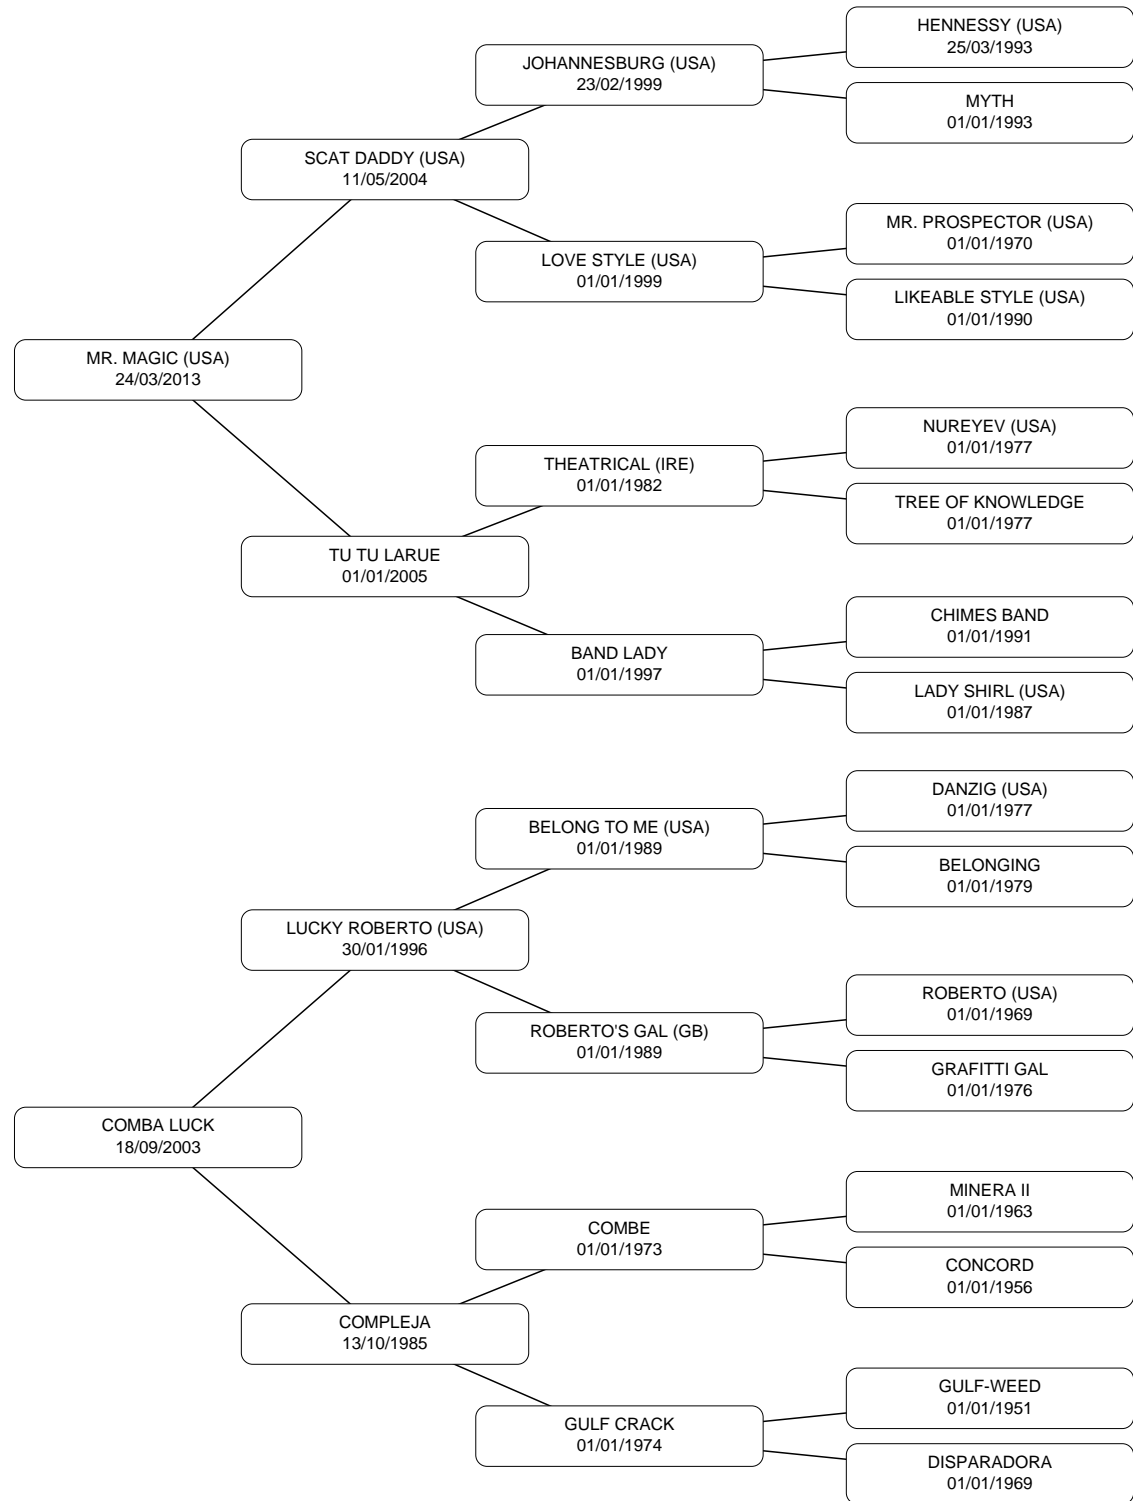 HENNESSY (USA)
25/03/1993
JOHANNESBURG (USA)
23/02/1999
MYTH
01/01/1993
SCAT DADDY (USA)
11/05/2004
MR. PROSPECTOR (USA)
01/01/1970
LOVE STYLE (USA)
01/01/1999
LIKEABLE STYLE (USA)
01/01/1990
MR. MAGIC (USA)
24/03/2013
NUREYEV (USA)
01/01/1977
THEATRICAL (IRE)
01/01/1982
TREE OF KNOWLEDGE
01/01/1977
TU TU LARUE
01/01/2005
CHIMES BAND
01/01/1991
BAND LADY
01/01/1997
LADY SHIRL (USA)
01/01/1987
DANZIG (USA)
01/01/1977
BELONG TO ME (USA)
01/01/1989
BELONGING
01/01/1979
LUCKY ROBERTO (USA)
30/01/1996
ROBERTO (USA)
01/01/1969
ROBERTO'S GAL (GB)
01/01/1989
GRAFITTI GAL
01/01/1976
COMBA LUCK
18/09/2003
MINERA II
01/01/1963
COMBE
01/01/1973
CONCORD
01/01/1956
COMPLEJA
13/10/1985
GULF-WEED
01/01/1951
GULF CRACK
01/01/1974
DISPARADORA
01/01/1969